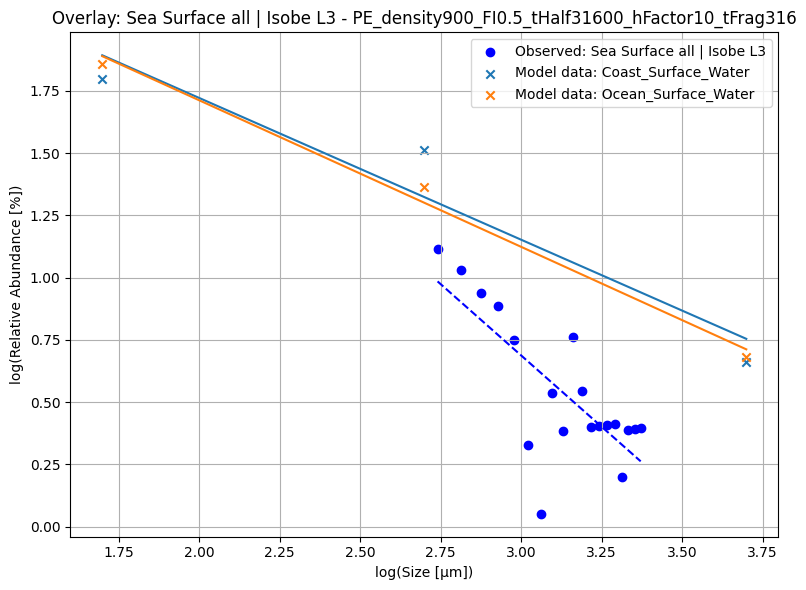 Overlay: Sea Surface all | Isobe L3 - PE_density900_FI0.5_tHalf31600_hFactor10_tFrag316
Observed: Sea Surface all | Isobe L3
Model data: Coast_Surface_Water
Model data: Ocean_Surface_Water
log(Relative Abundance [%])
1.75
1.50
1.25
1.00
0.75
0.50
0.25
0.00
1.75 2.00 2.25 2.50 2.75 3.00 3.25 3.50 3.75
log(Size [µm])